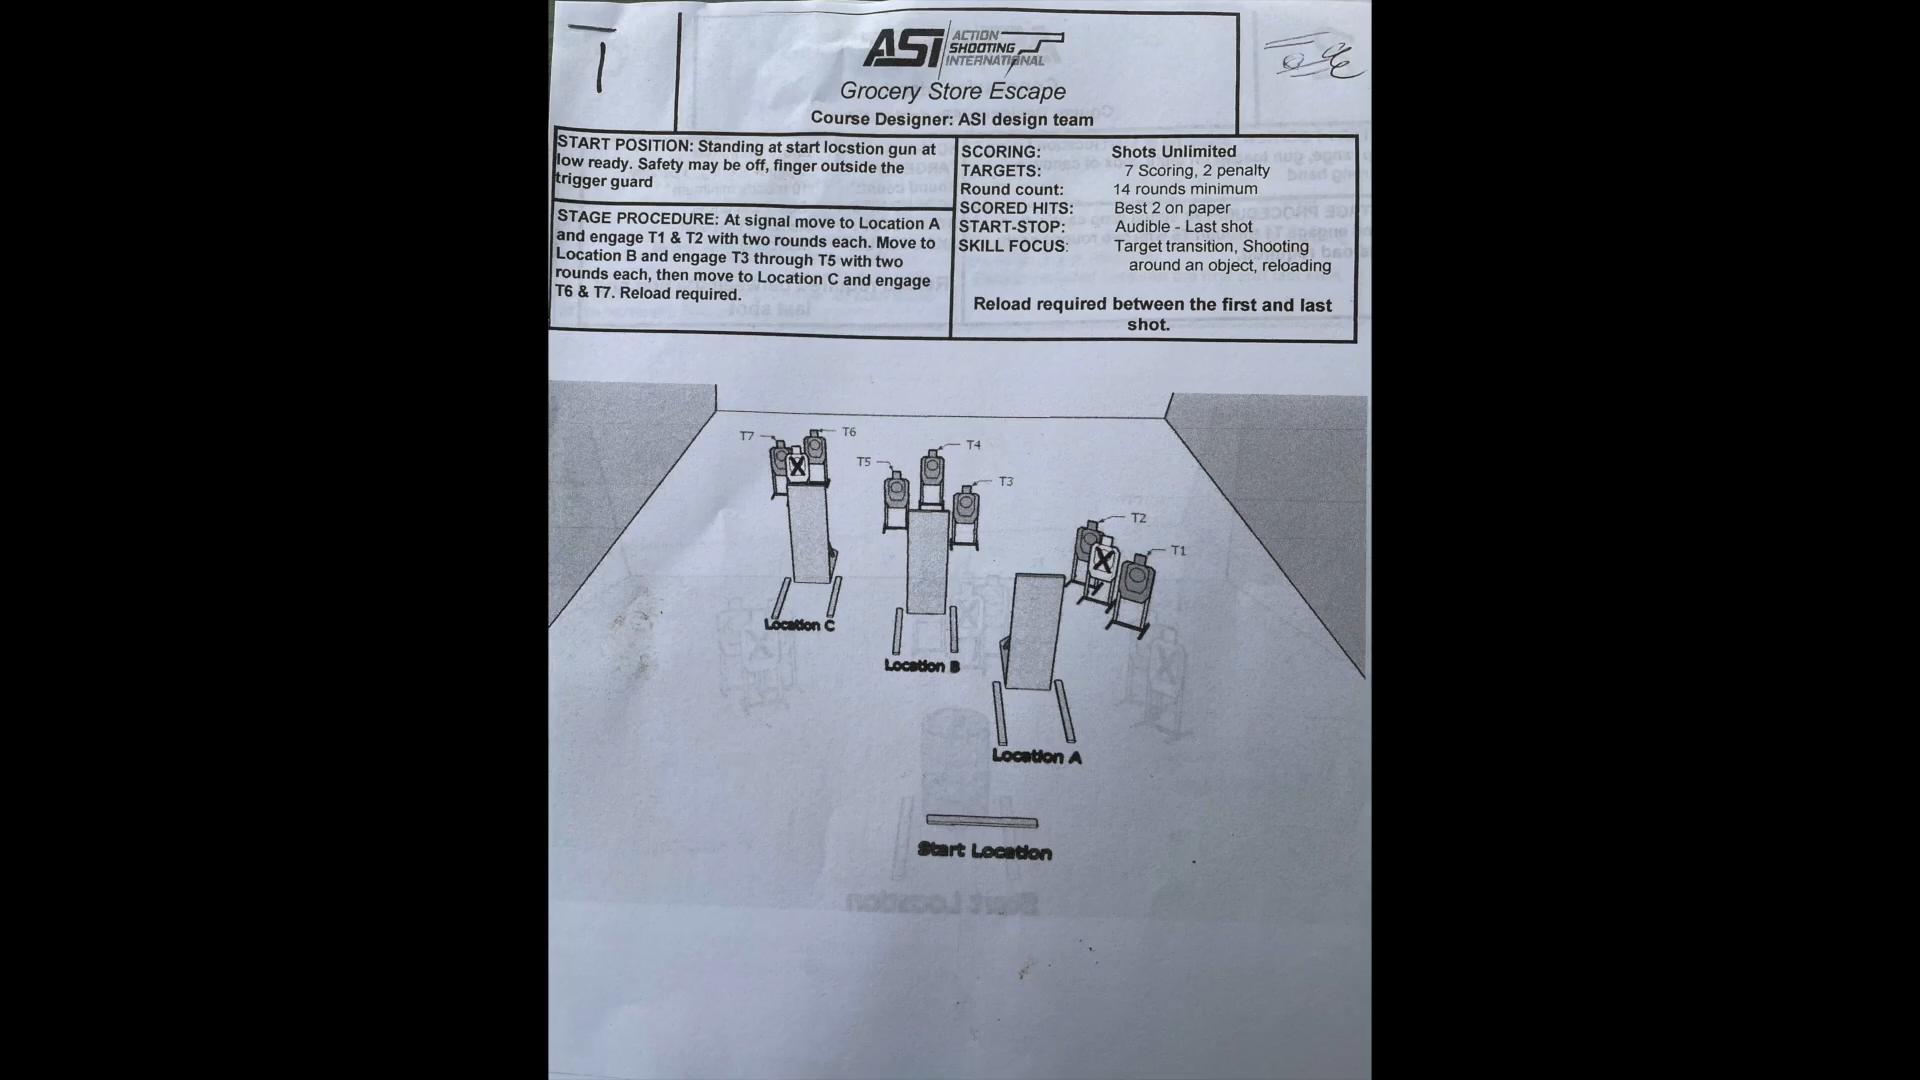 1
ASI ACTION
SHOOTING
INTERNATIONAL
Grocery Store Escape
Course Designer: ASI design team
START POSITION: Standing at start locstion gun at
low ready. Safety may be off, finger outside the
trigger guard
STAGE PROCEDURE: At signal move to Location A
and engage T1 & T2 with two rounds each. Move to
Location B and engage T3 through T5 with two
rounds each, then move to Location C and engage
T6 & T7. Reload required.
SCORING: Shots Unlimited
TARGETS: 7 Scoring, 2 penalty
Round count: 14 rounds minimum
SCORED HITS: Best 2 on paper
START-STOP: Audible - Last shot
SKILL FOCUS: Target transition, Shooting
around an object, reloading
Reload required between the first and last
shot.
T7 T6
T4
T5
T3
X
T2
T1
X
Location C
Location B
Location A
Start Location